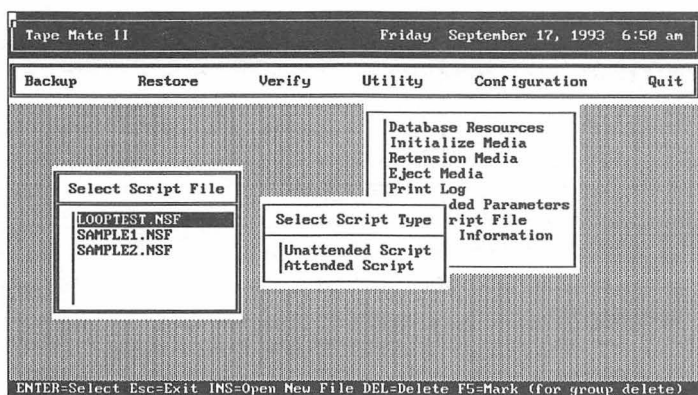 Tape Mate II Friday September 17, 1993 6:50 am
Backup Restore Verify Utility Configuration Quit
Database Resources
Initialize Media
Retension Media
Eject Media
Print Log
ded Parameters
ript File
Information
Select Script File
LOOPTEST.NSF
SAMPLE1.NSF
SAMPLE2.NSF
Select Script Type
Unattended Script
Attended Script
ENTER=Select Esc=Exit INS=Open New File DEL=Delete F5=Mark (for group delete)